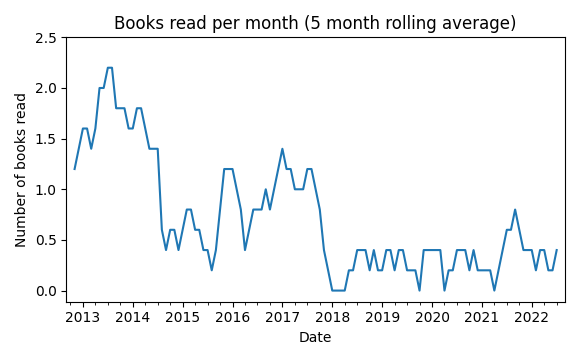 Books read per month (5 month rolling average)
Number of books read
2.5
2.0
1.5
1.0
0.5
0.0
2013 2014 2015 2016 2017 2018 2019 2020 2021 2022
Date